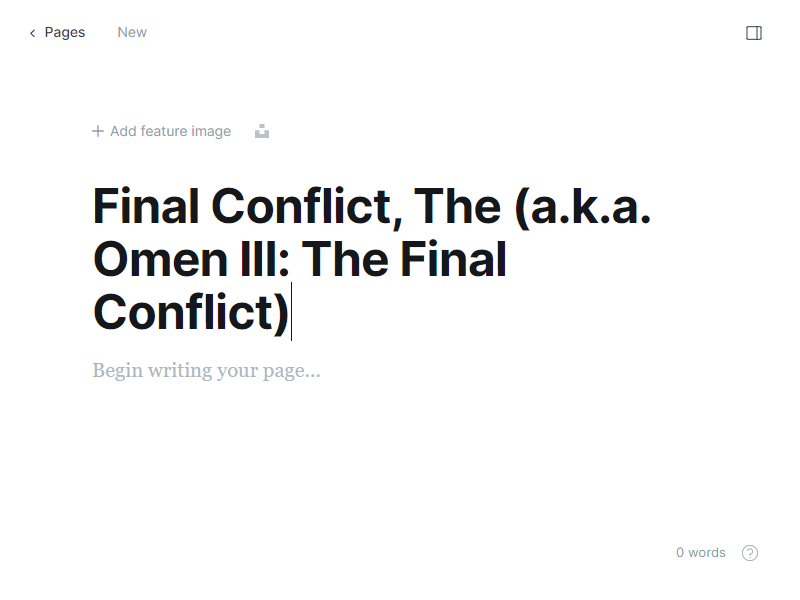 Pages
New
Add feature image
Final Conflict, The (a.k.a.
Omen III: The Final
Conflict)
Begin writing your page...
0 words
?